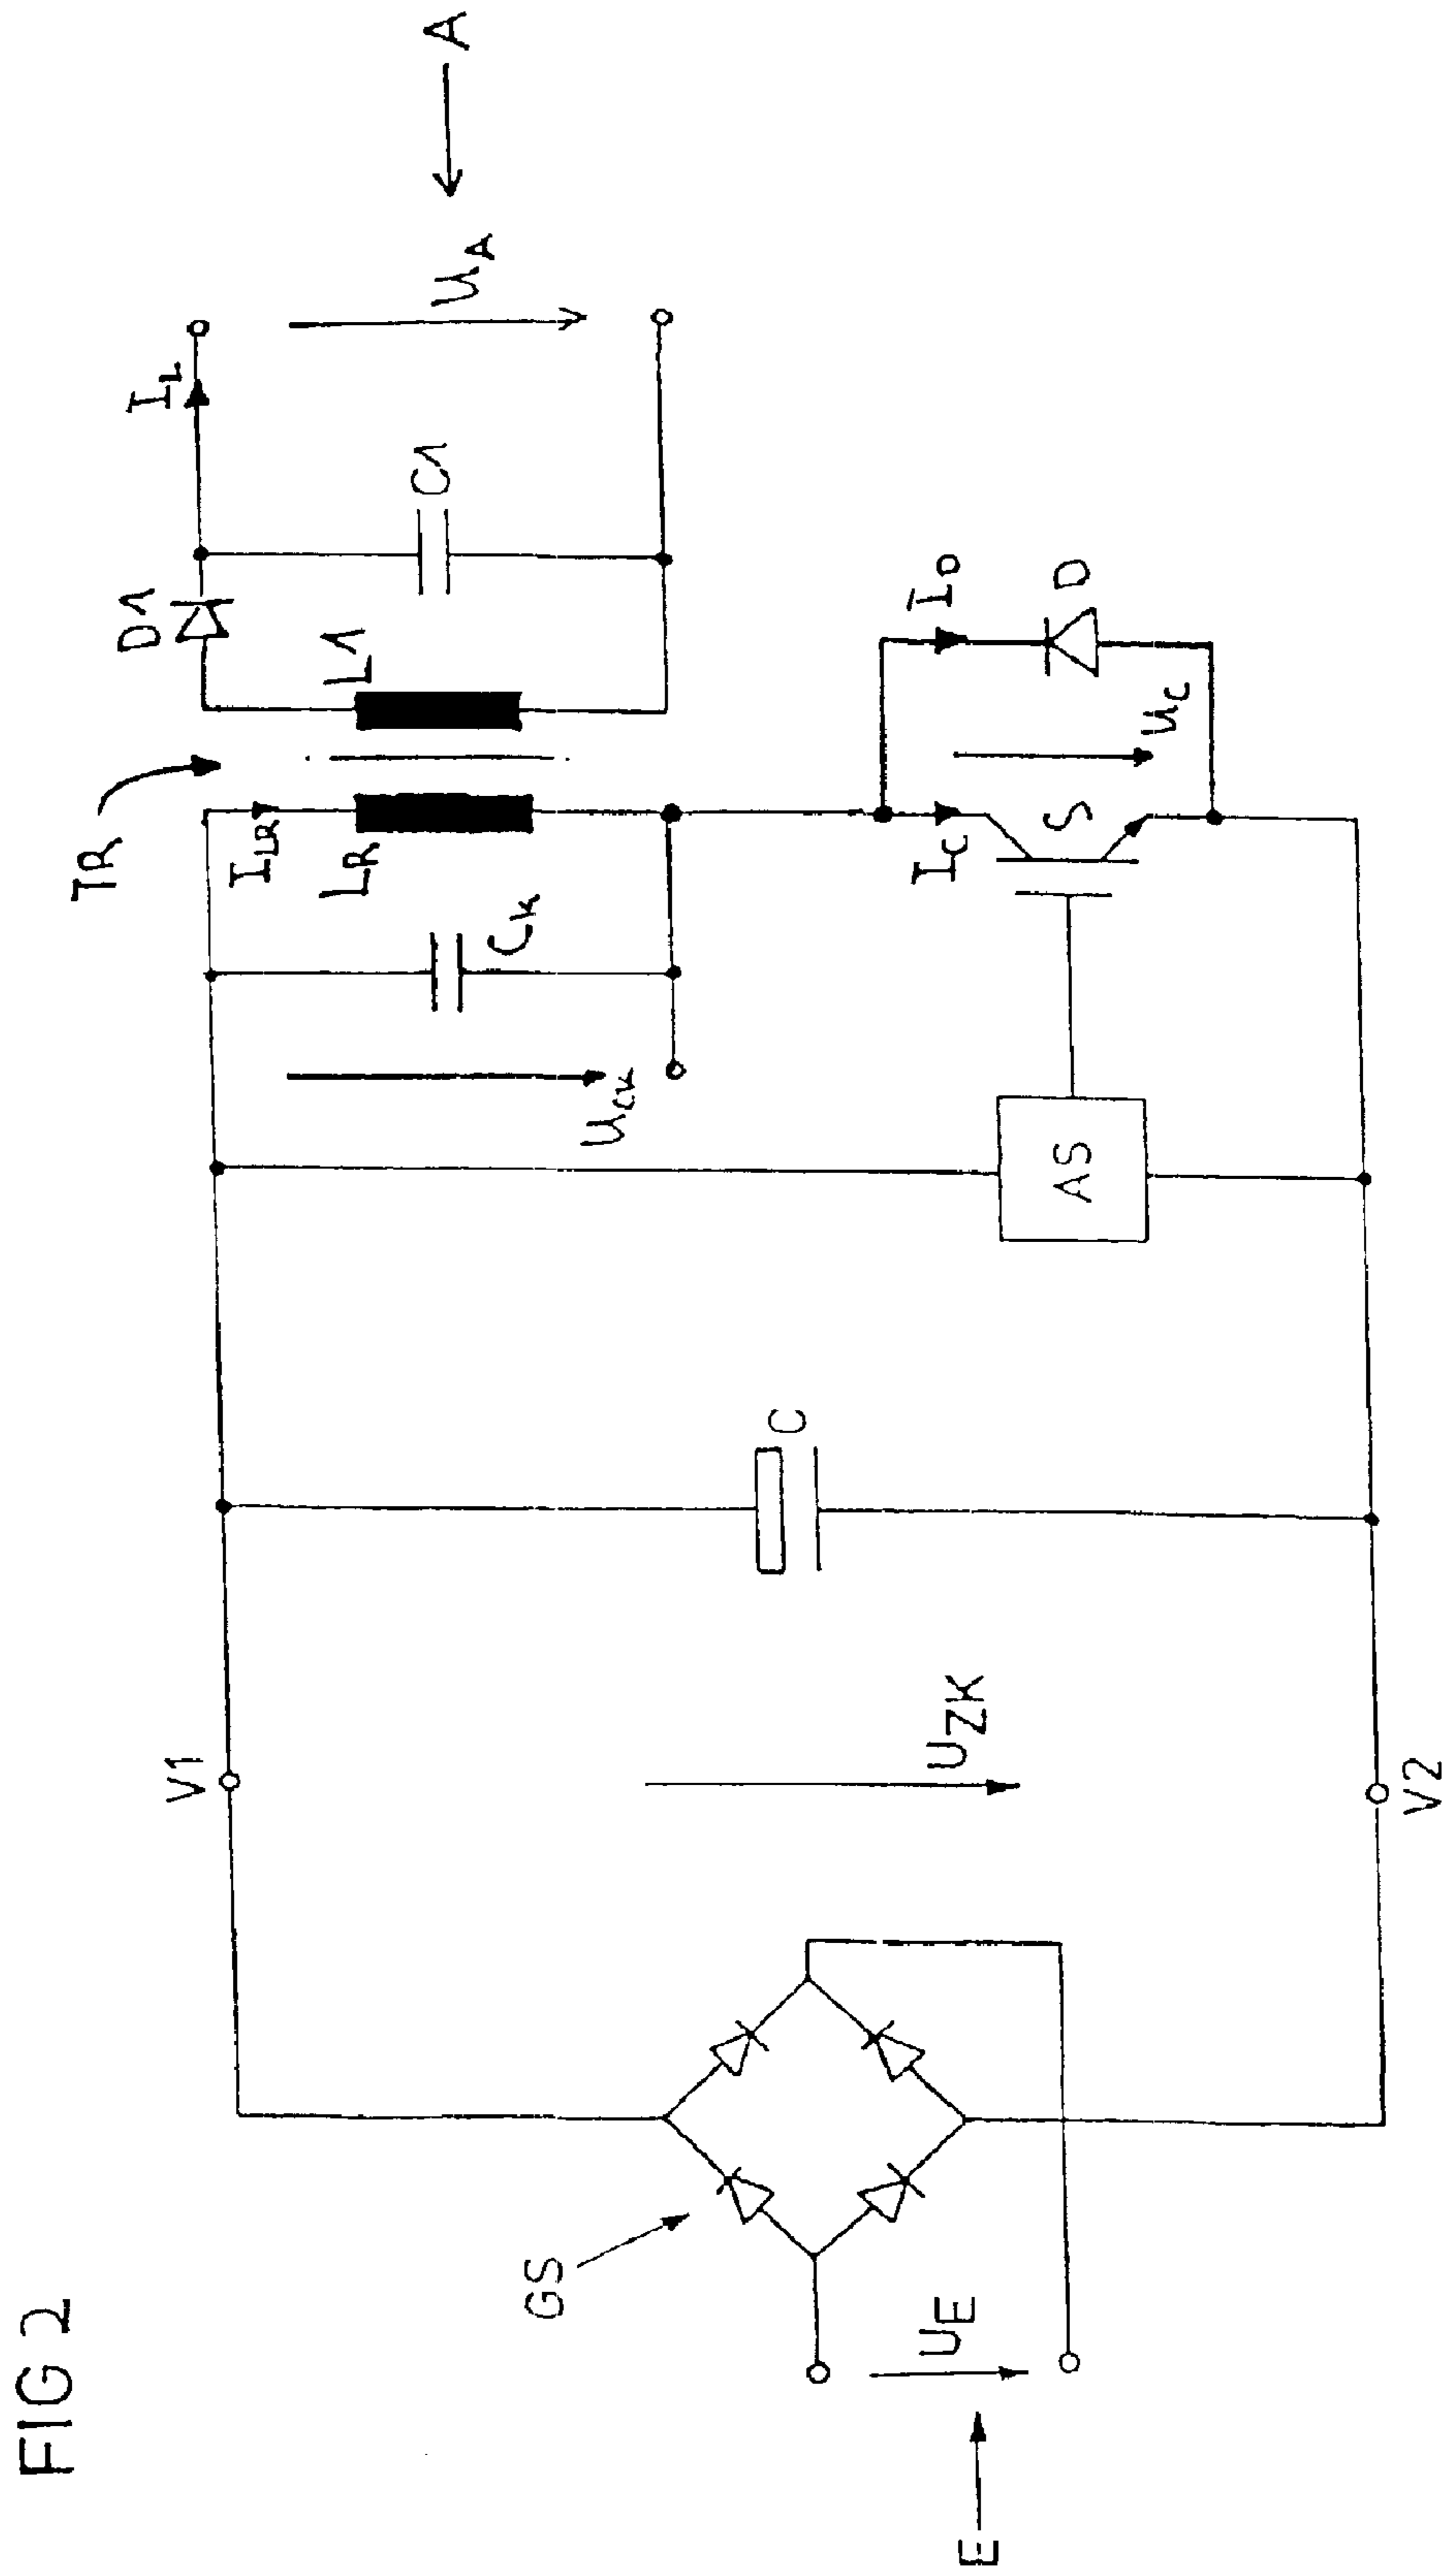 FIG 2
E
U_E
GS
V1
V2
U_ZK
C
AS
U_CK
C_K
TR
I_LR
L_R
L1
D1
C1
I_L
U_A
A
I_C
S
U_C
I_D
D